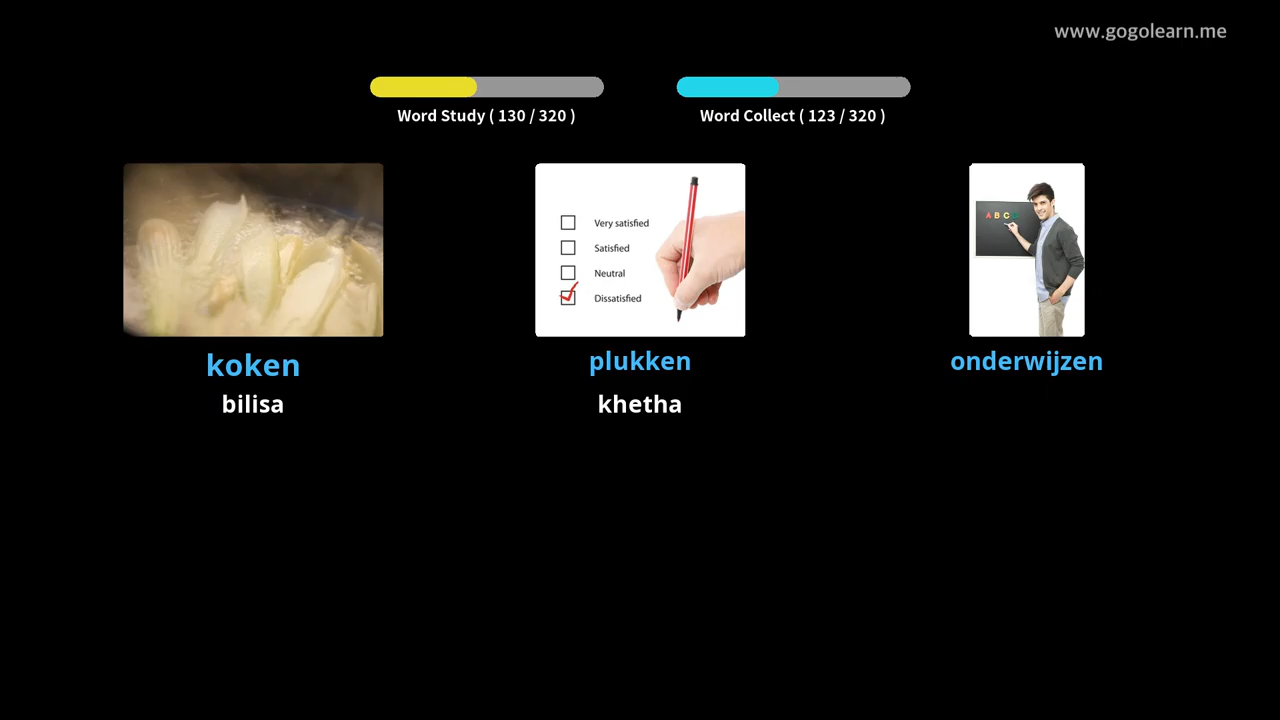 www.gogolearn.me
Word Study ( 130 / 320 )
Word Collect ( 123 / 320 )
Very satisfied
Satisfied
Neutral
Dissatisfied
A B C
koken
plukken
onderwijzen
bilisa
khetha